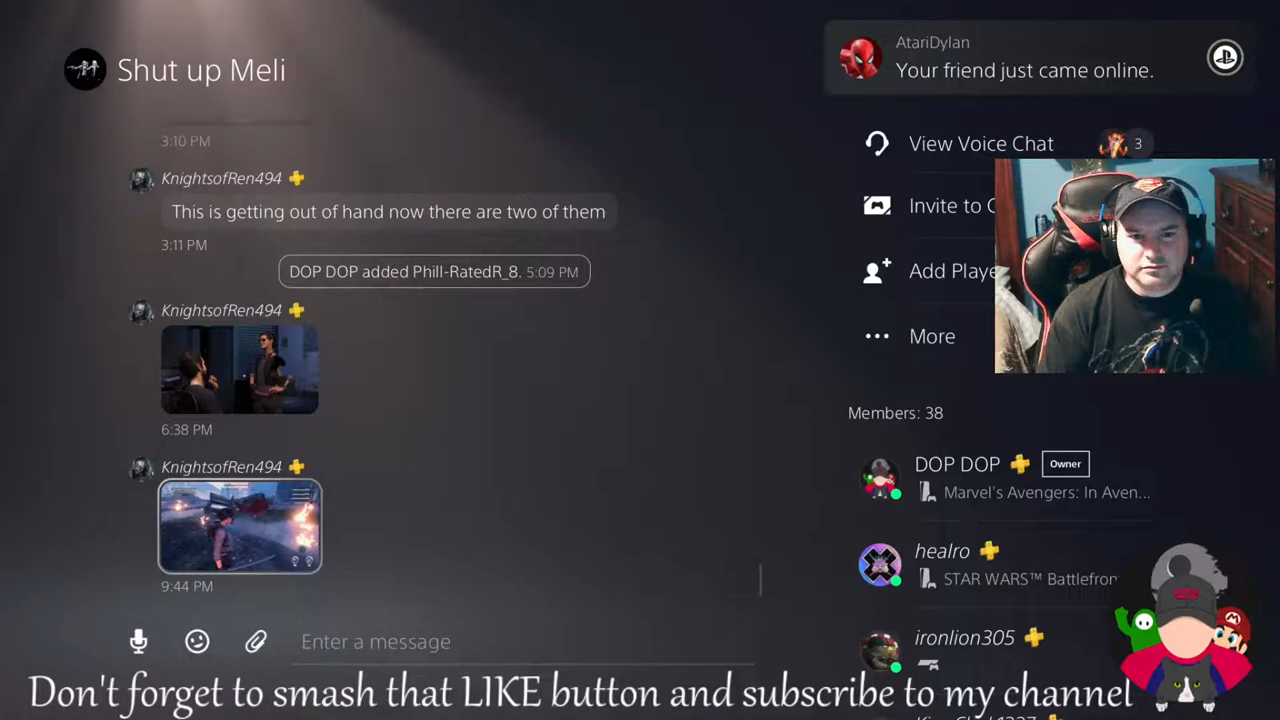 Shut up Meli
AtariDylan
Your friend just came online.
3:10 PM
KnightsofRen494
This is getting out of hand now there are two of them
3:11 PM
DOP DOP added Phill-RatedR_8. 5:09 PM
KnightsofRen494
6:38 PM
KnightsofRen494
9:44 PM
Enter a message
View Voice Chat
3
Invite to
Add Playe
More
Members: 38
DOP DOP
Owner
Marvel's Avengers: In Aven...
healro
STAR WARS™ Battlefron
ironlion305
Don't forget to smash that LIKE button and subscribe to my channel